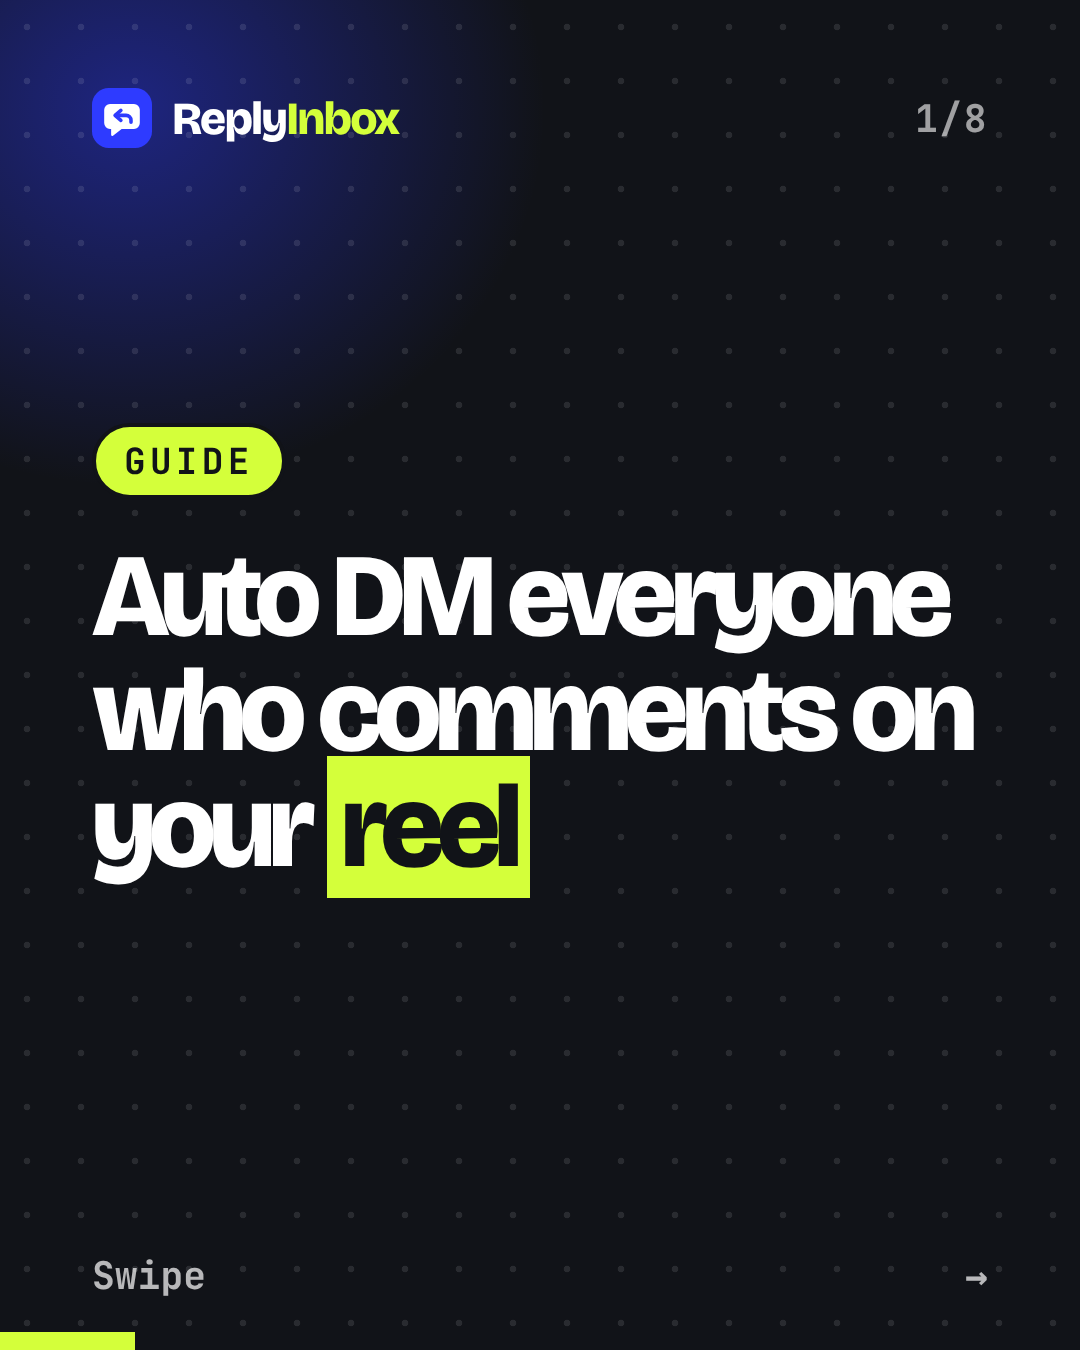 ReplyInbox
1/8
GUIDE
Auto DM everyone
who comments on
your reel
Swipe →